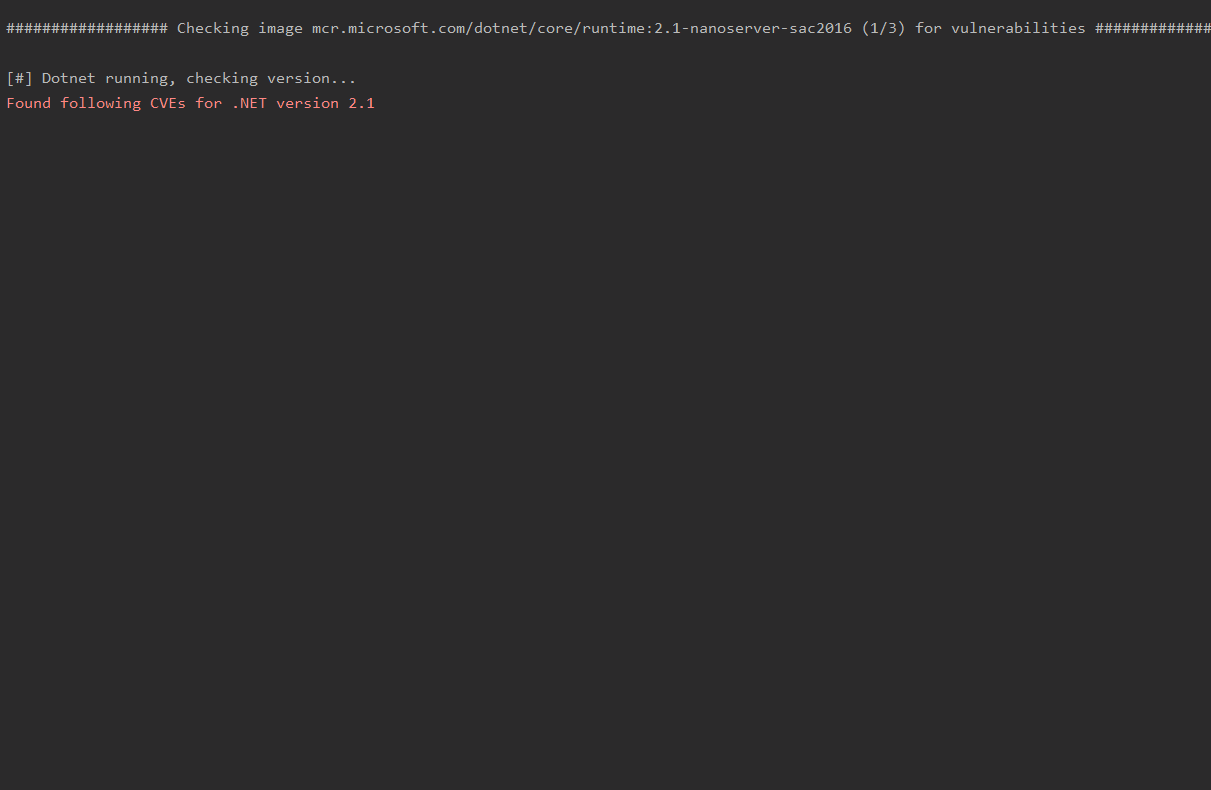 ################## Checking image mcr.microsoft.com/dotnet/core/runtime:2.1-nanoserver-sac2016 (1/3) for vulnerabilities #############
[#] Dotnet running, checking version...
Found following CVEs for .NET version 2.1